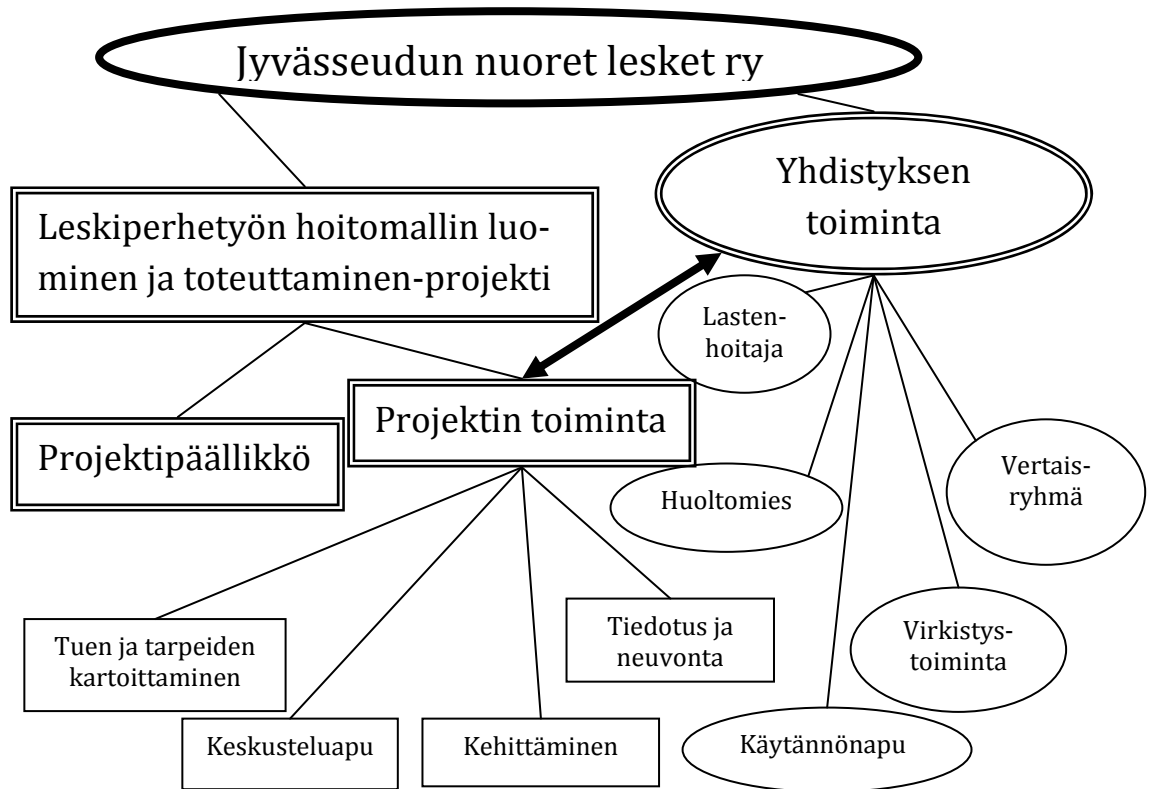 Jyvässeudun nuoret lesket ry
Yhdistyksen
toiminta
Leskiperhetyön hoitomallin luo-
minen ja toteuttaminen-projekti
Lasten-
hoitaja
Projektin toiminta
Projektipäällikkö
Vertais-
ryhmä
Huoltomies
Tuen ja tarpeiden
kartoittaminen
Tiedotus ja
neuvonta
Virkistys-
toiminta
Keskusteluapu
Kehittäminen
Käytännönapu